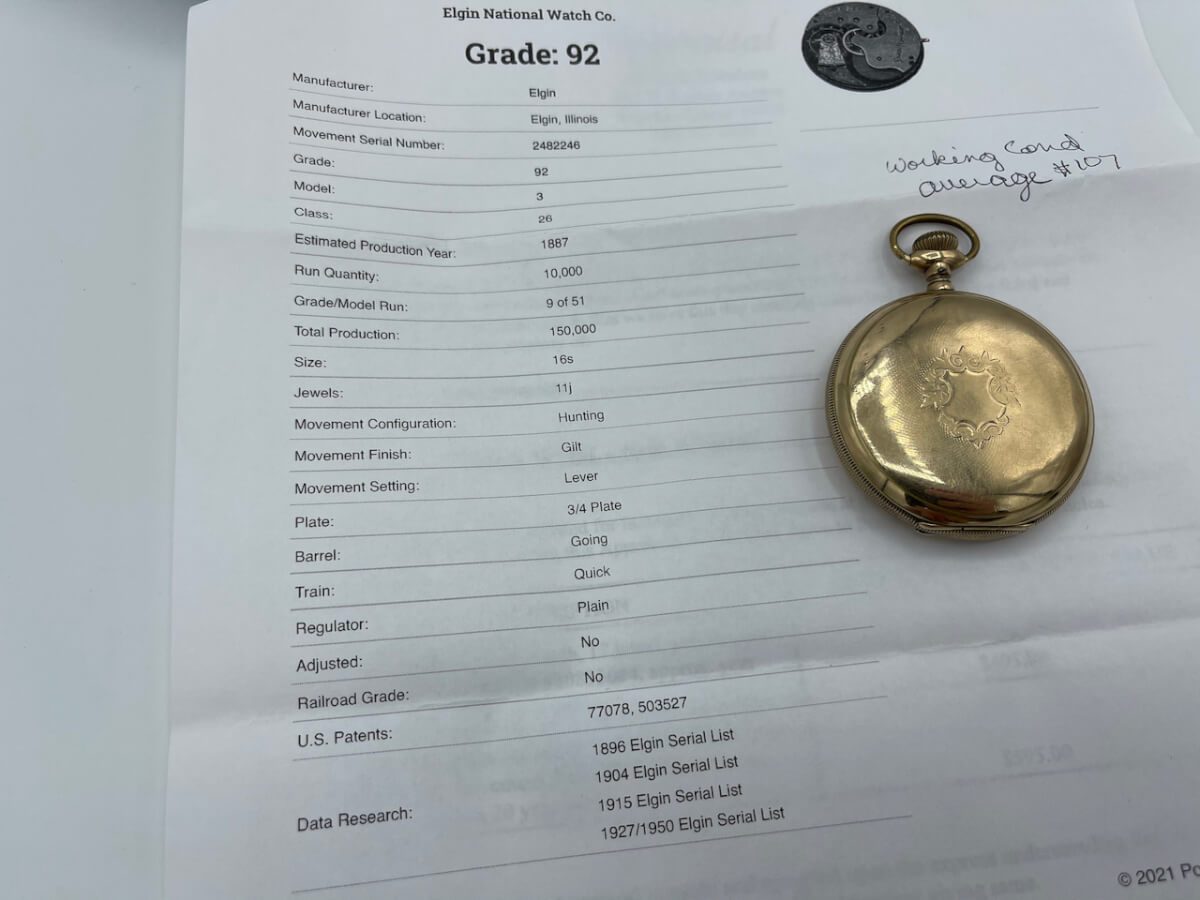 Elgin National Watch Co.
Grade: 92
Manufacturer: Elgin
Manufacturer Location: Elgin, Illinois
Movement Serial Number: 2482246
Grade: 92
Model: 3
Class: 26
Estimated Production Year: 1887
Run Quantity: 10,000
Grade/Model Run: 9 of 51
Total Production: 150,000
Size: 16s
Jewels: 11j
Movement Configuration: Hunting
Movement Finish: Gilt
Movement Setting: Lever
Plate: 3/4 Plate
Barrel: Going
Train: Quick
Regulator: Plain
Adjusted: No
Railroad Grade: No
U.S. Patents: 77078, 503527
Data Research: 1896 Elgin Serial List
1904 Elgin Serial List
1915 Elgin Serial List
1927/1950 Elgin Serial List
working Cond
average $107
© 2021 Po